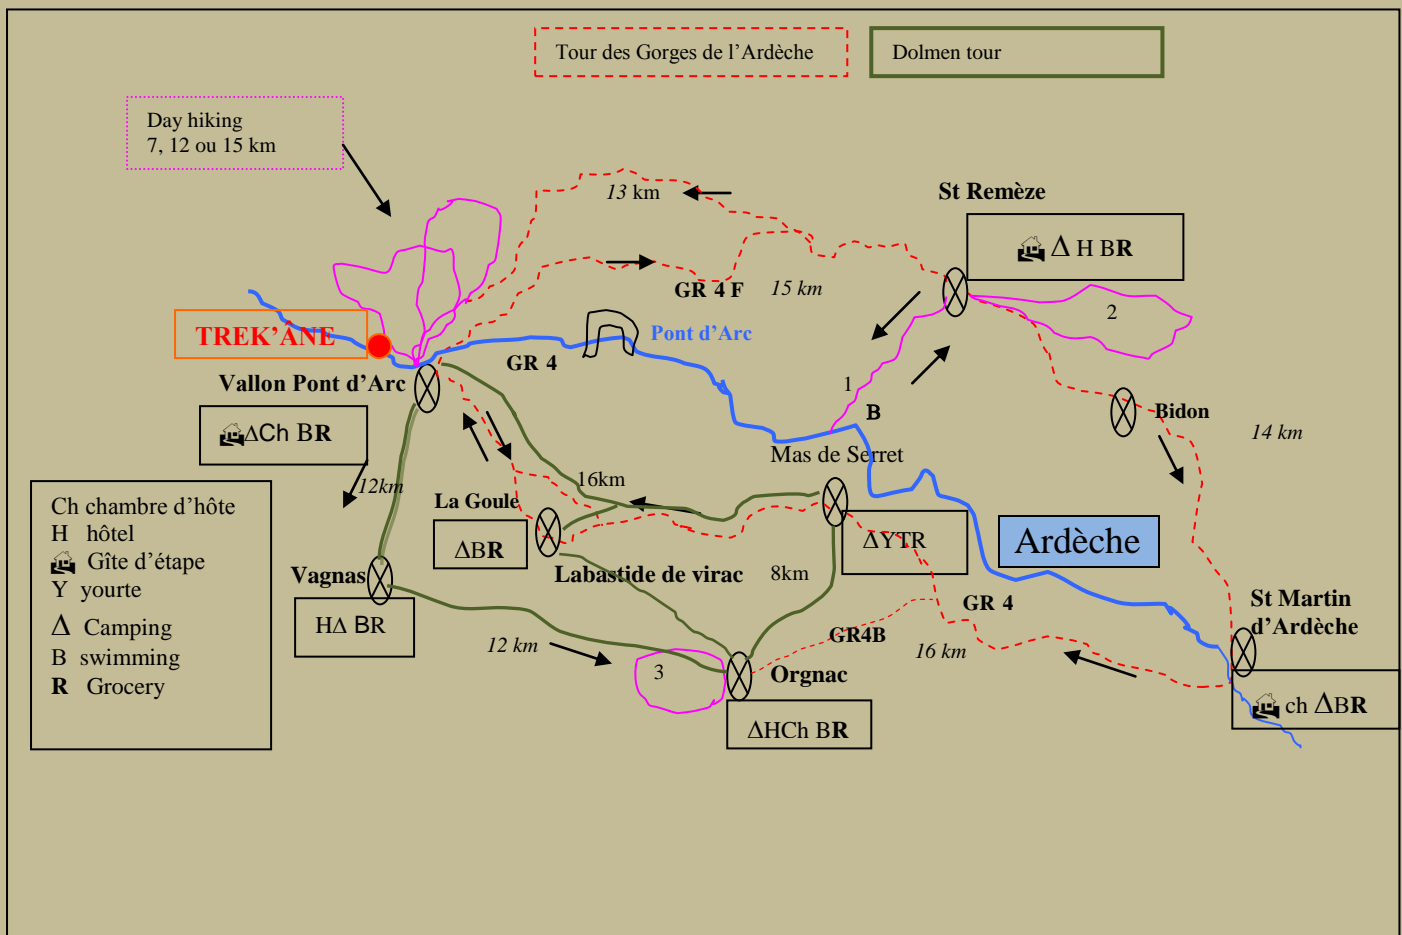 Tour des Gorges de l'Ardèche
Dolmen tour
Day hiking
7, 12 ou 15 km
13 km
St Remèze
Δ H BR
GR 4 F
15 km
2
TREK'ÂNE
Pont d'Arc
GR 4
Vallon Pont d'Arc
1
B
Bidon
ΔCh BR
14 km
Mas de Serret
12km
16km
La Goule
Ch chambre d'hôte
H hôtel
Gîte d'étape
Y yourte
Δ Camping
B swimming
R Grocery
ΔBR
ΔYTR
Ardèche
Vagnas
Labastide de virac
8km
HΔ BR
GR 4
St Martin
d'Ardèche
12 km
GR4B
16 km
3
Orgnac
ch ΔBR
ΔHCh BR